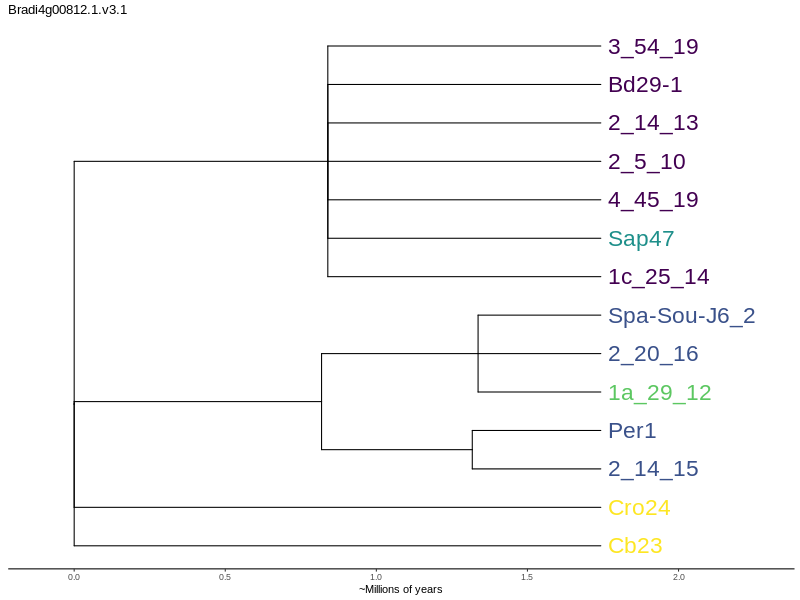 Bradi4g00812.1.v3.1
3_54_19
Bd29-1
2_14_13
2_5_10
4_45_19
Sap47
1c_25_14
Spa-Sou-J6_2
2_20_16
1a_29_12
Per1
2_14_15
Cro24
Cb23
0.0 0.5 1.0 1.5 2.0
~Millions of years